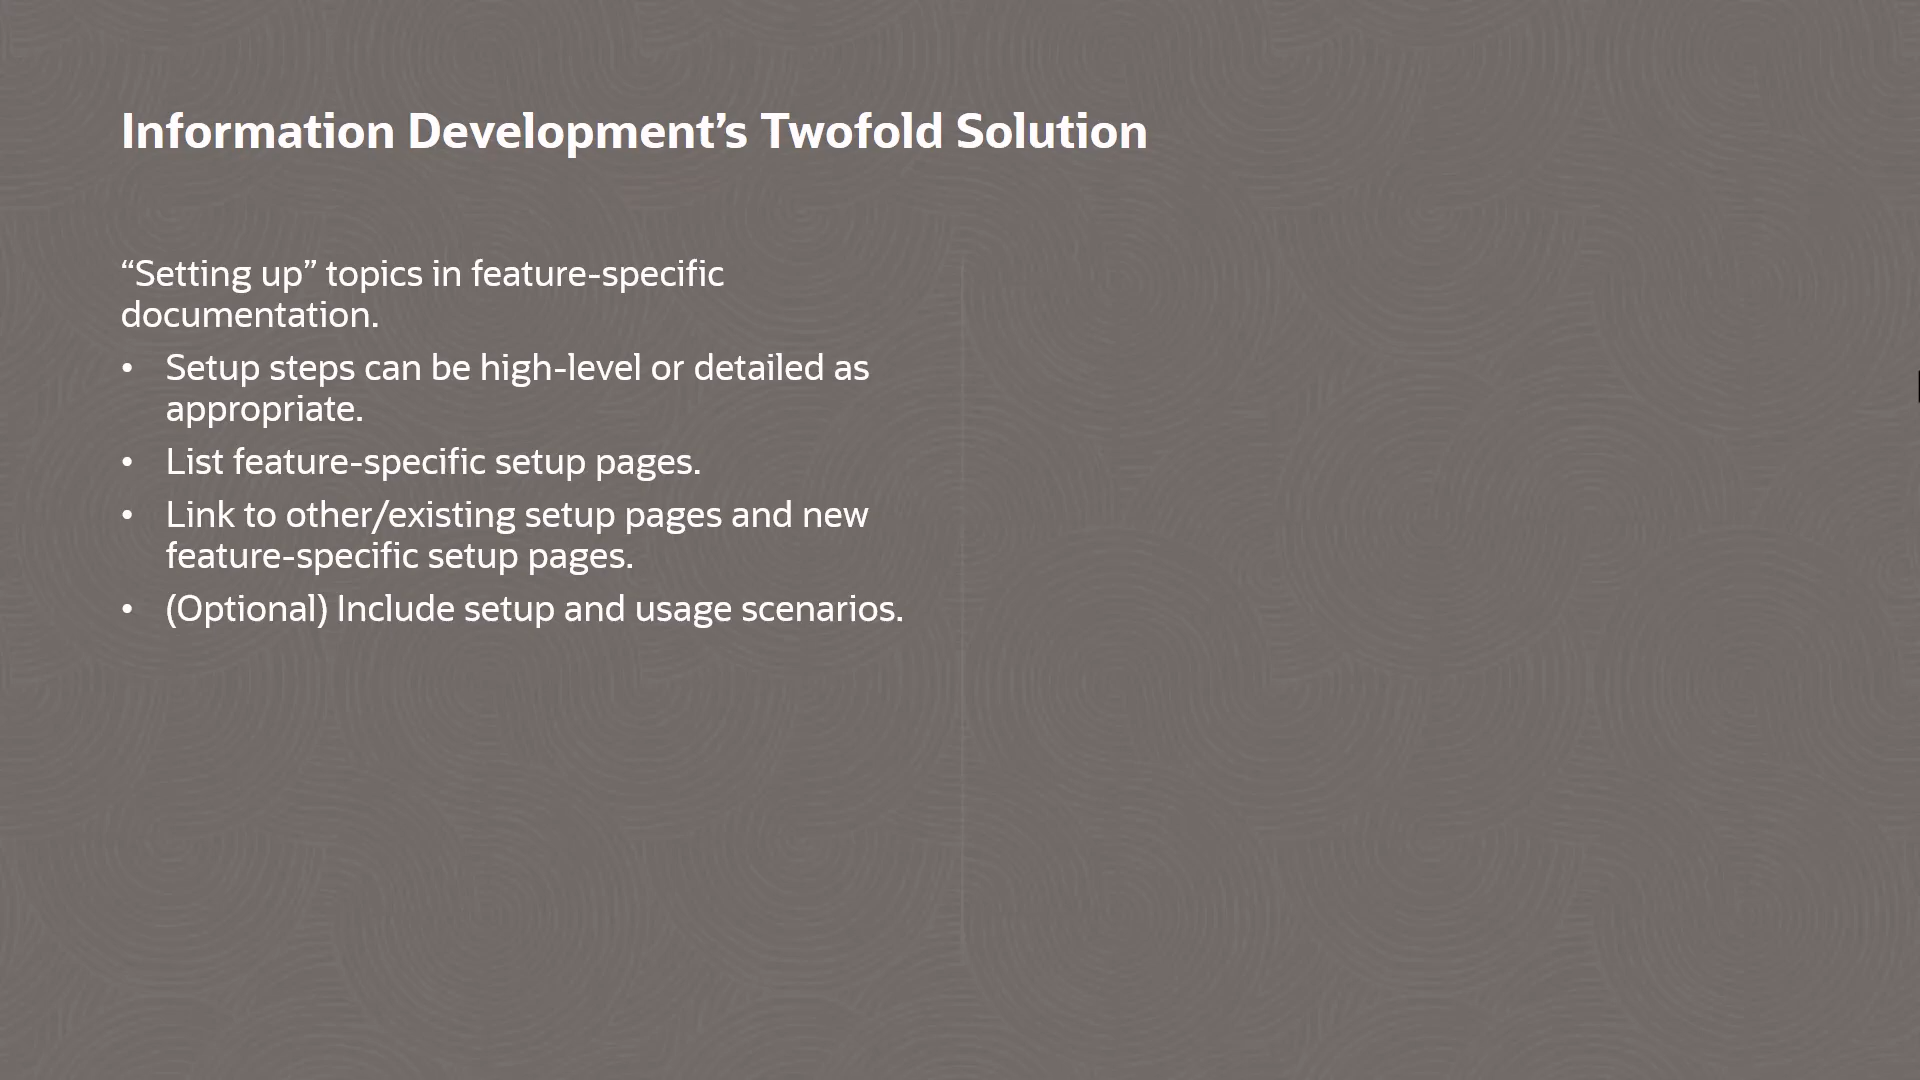 Information Development’s Twofold Solution
“Setting up” topics in feature-specific
documentation.
• Setup steps can be high-level or detailed as
appropriate.
• List feature-specific setup pages.
• Link to other/existing setup pages and new
feature-specific setup pages.
• (Optional) Include setup and usage scenarios.